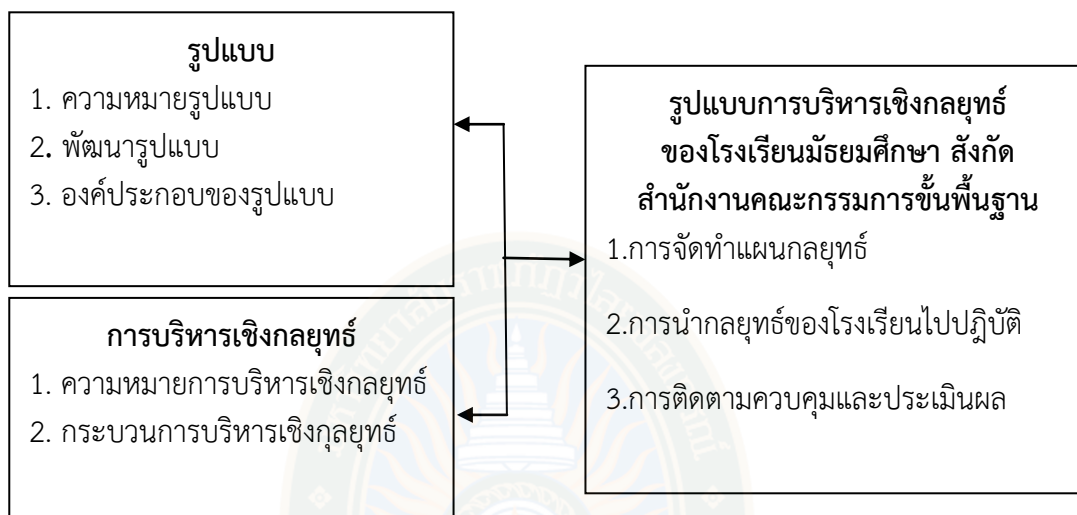 รูปแบบ
1. ความหมายรูปแบบ
2. พัฒนารูปแบบ
3. องค์ประกอบของรูปแบบ
การบริหารเชิงกลยุทธ์
1. ความหมายการบริหารเชิงกลยุทธ์
2. กระบวนการบริหารเชิงกุลยุทธ์
รูปแบบการบริหารเชิงกลยุทธ์
ของโรงเรียนมัธยมศึกษา สังกัด
สำนักงานคณะกรรมการขั้นพื้นฐาน
1.การจัดทำแผนกลยุทธ์
2.การนำกลยุทธ์ของโรงเรียนไปปฎิบัติ
3.การติดตามควบคุมและประเมินผล